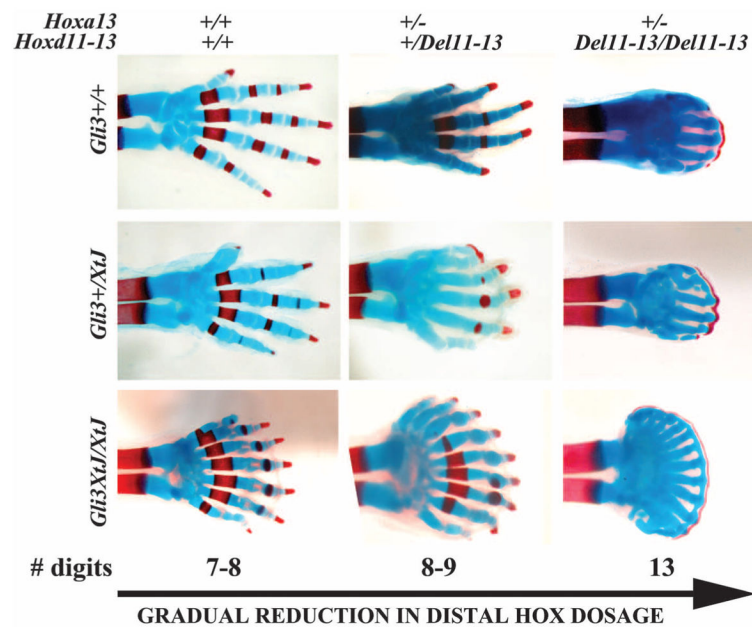 Hoxa13 +/+ +/- +/-
Hoxd11-13 +/+ +/Del11-13 Del11-13/Del11-13
Gli3+/+
Gli3+/XtJ
Gli3XtJ/XtJ
# digits 7-8 8-9 13
GRADUAL REDUCTION IN DISTAL HOX DOSAGE